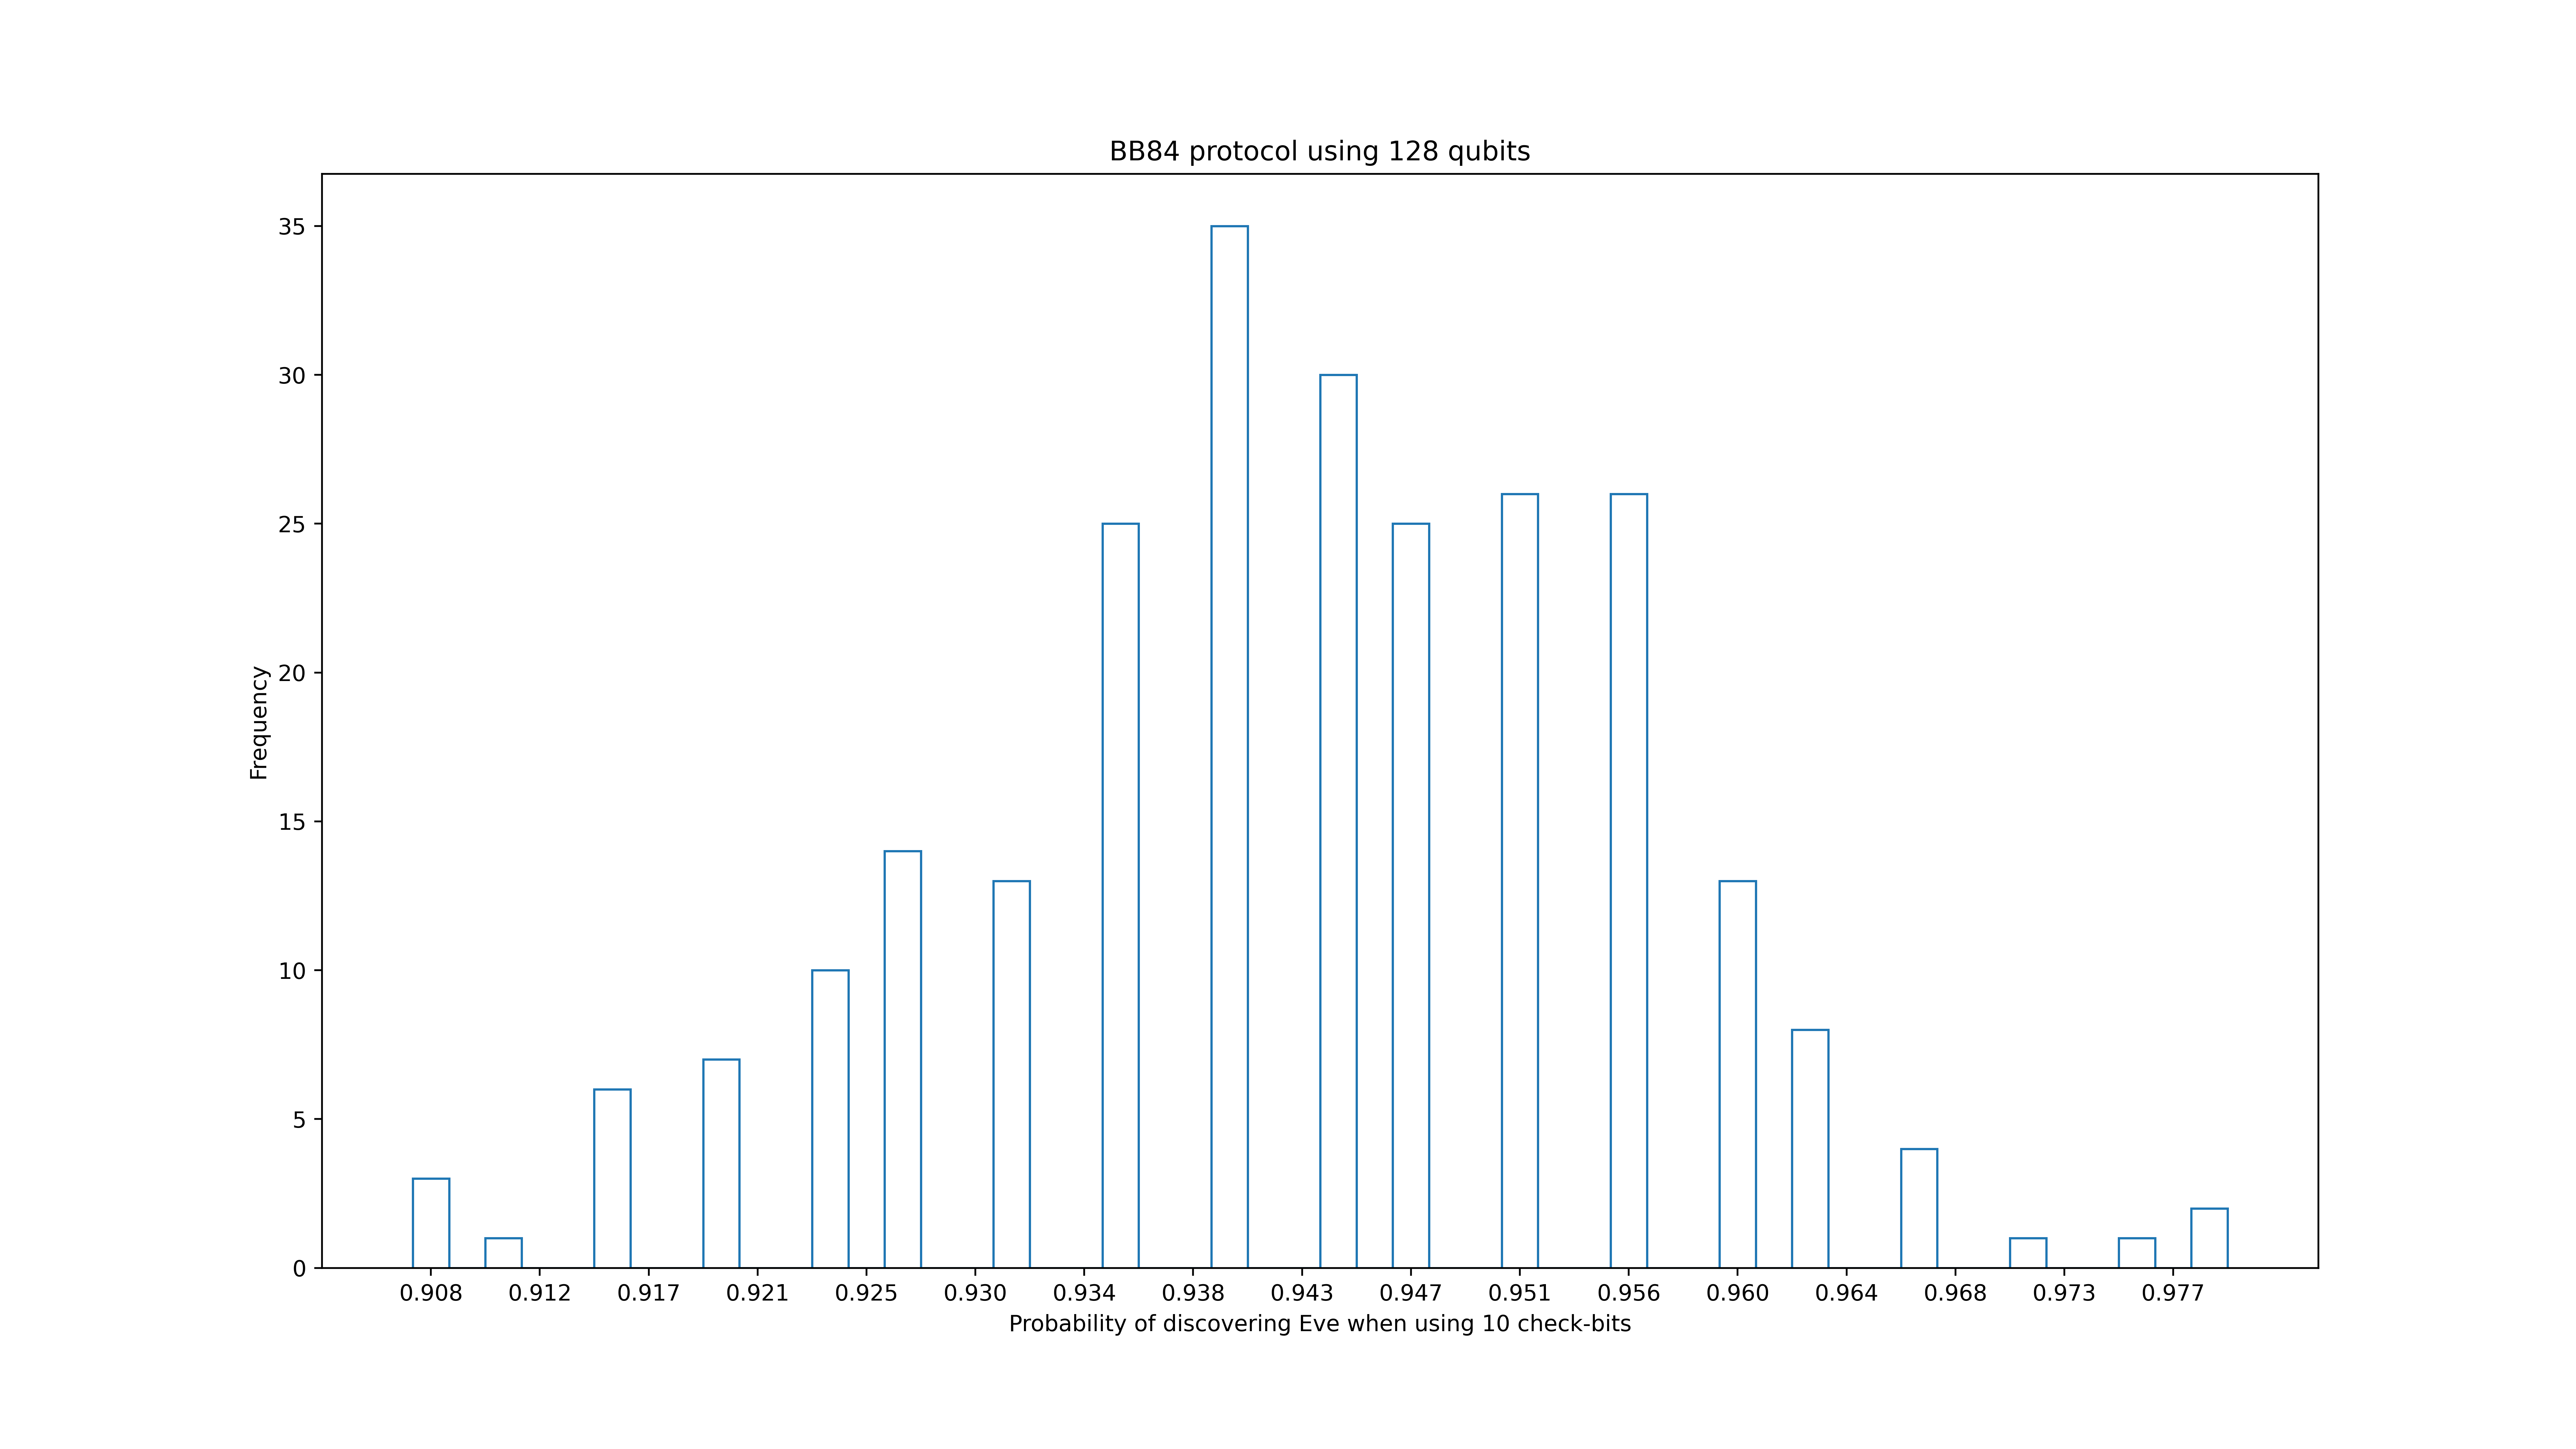 BB84 protocol using 128 qubits
35
30
25
20
15
10
5
0
Frequency
0.908 0.912 0.917 0.921 0.925 0.930 0.934 0.938 0.943 0.947 0.951 0.956 0.960 0.964 0.968 0.973 0.977
Probability of discovering Eve when using 10 check-bits